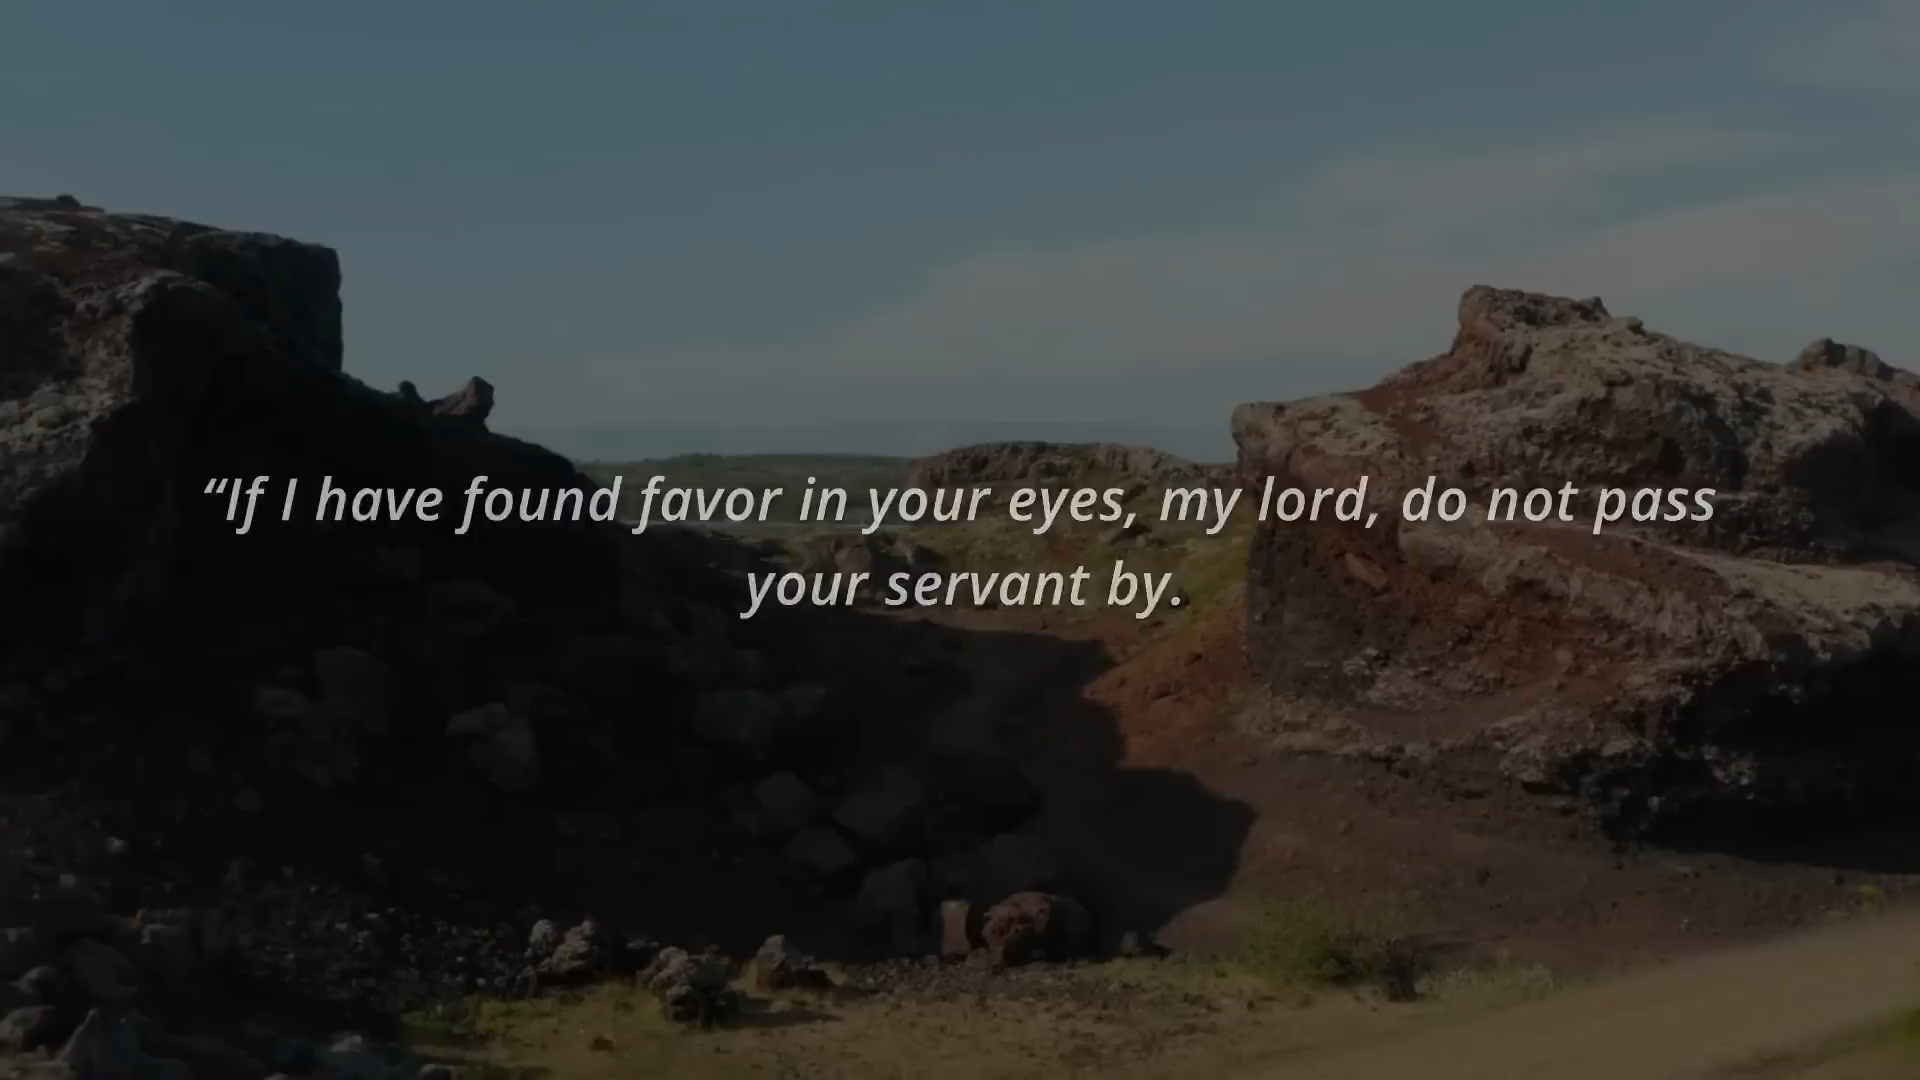 “If I have found favor in your eyes, my lord, do not pass
your servant by.